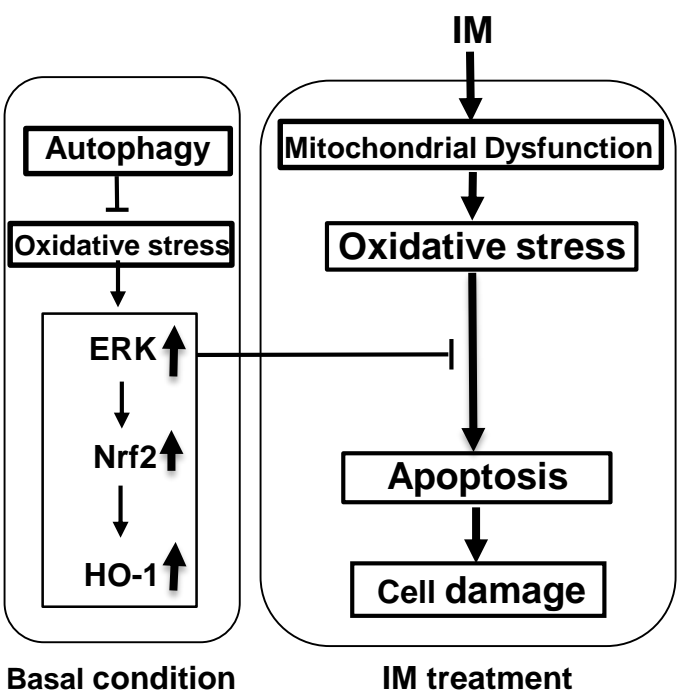 IM
Autophagy
Oxidative stress
ERK
Nrf2
HO-1
Basal condition
Mitochondrial Dysfunction
Oxidative stress
Apoptosis
Cell damage
IM treatment